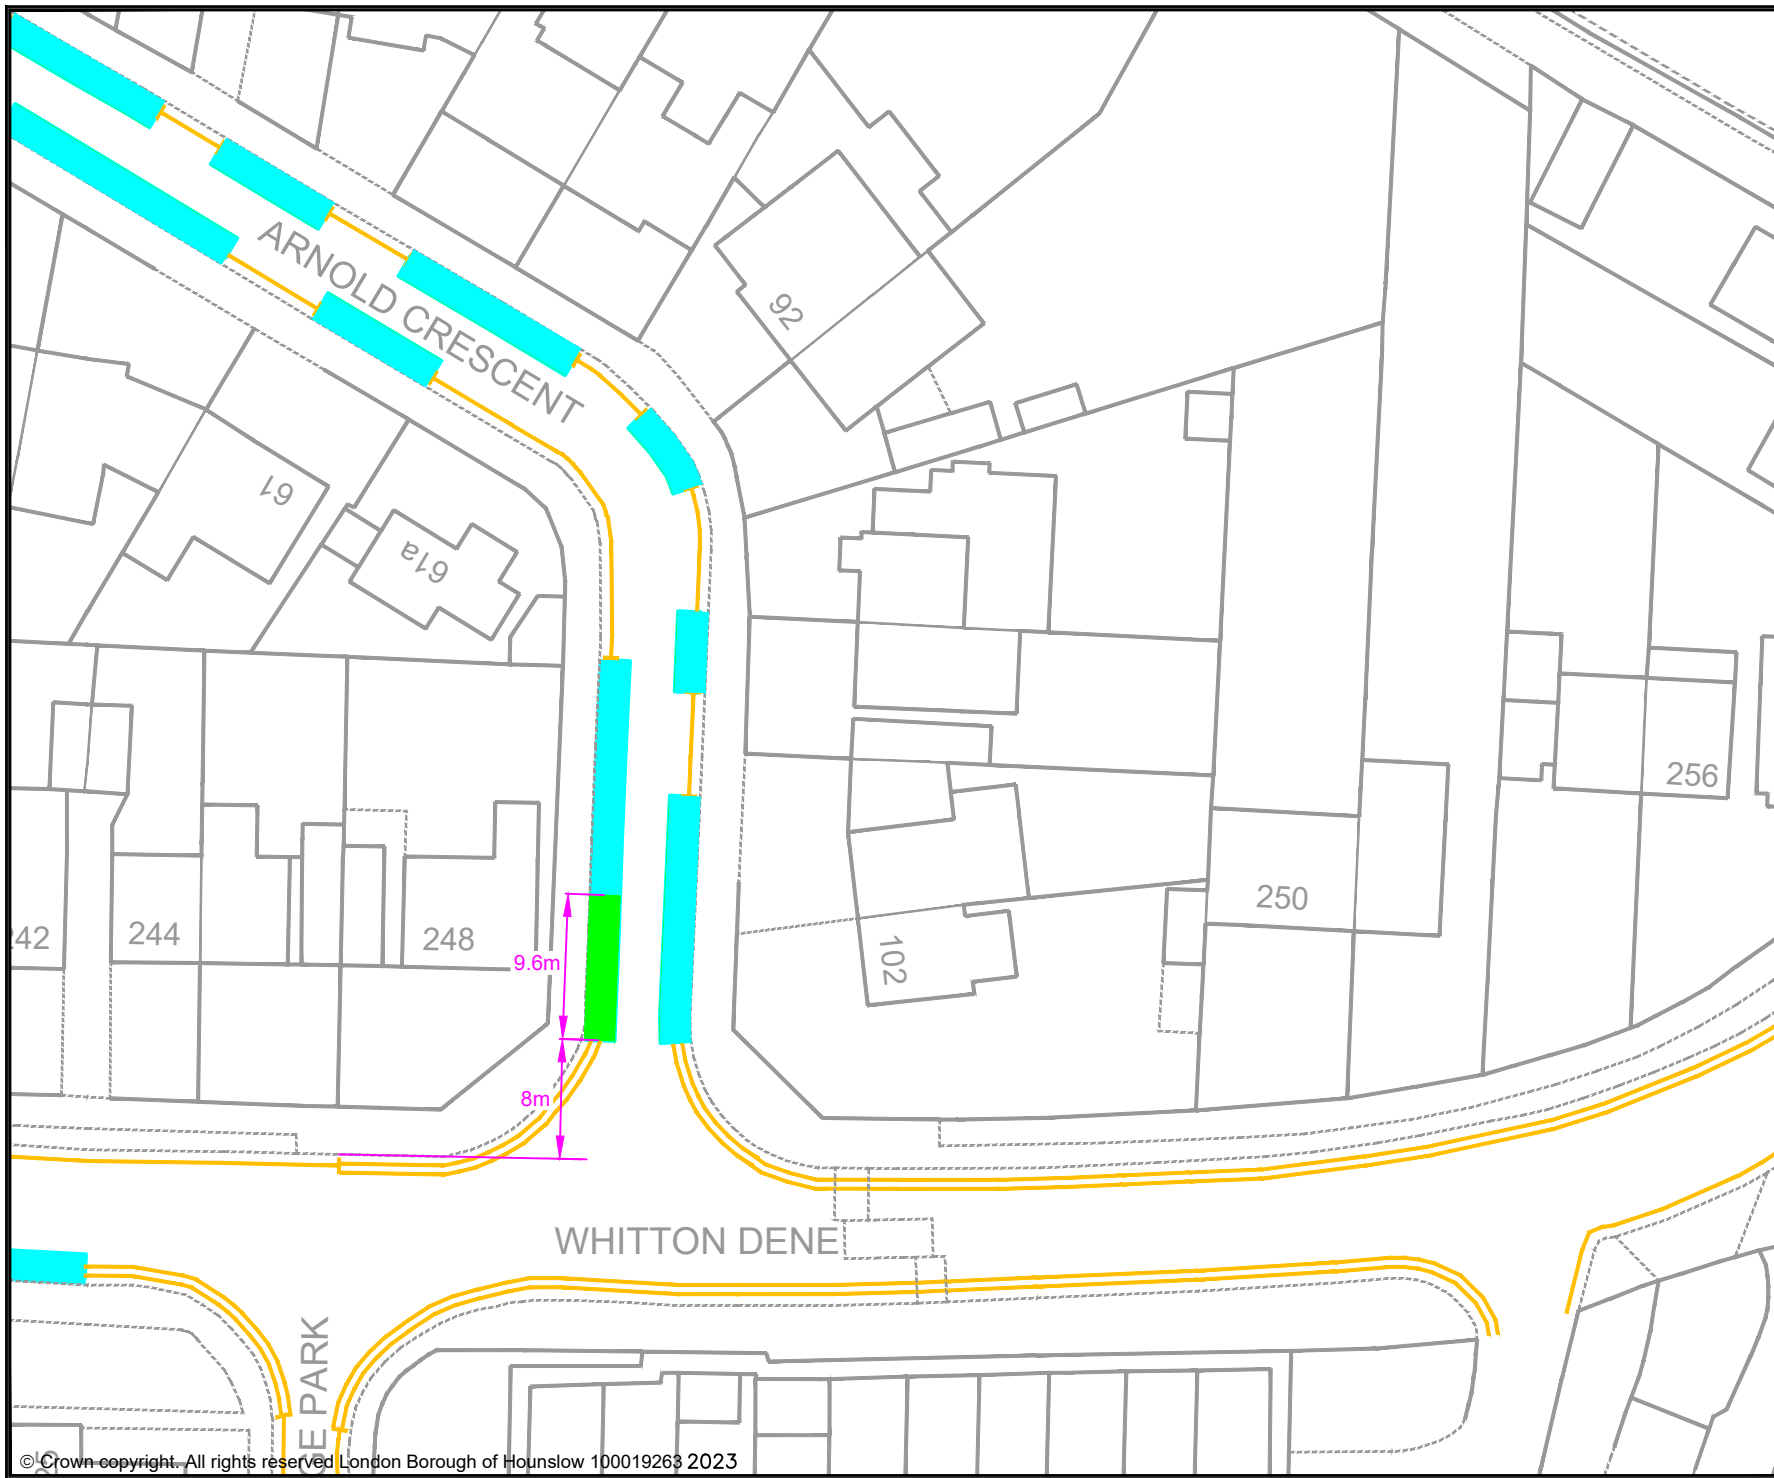 ARNOLD CRESCENT
92
61
61a
256
250
242
244
248
9.6m
102
8m
WHITTON DENE
GE PARK
© Crown copyright. All rights reserved London Borough of Hounslow 100019263 2023